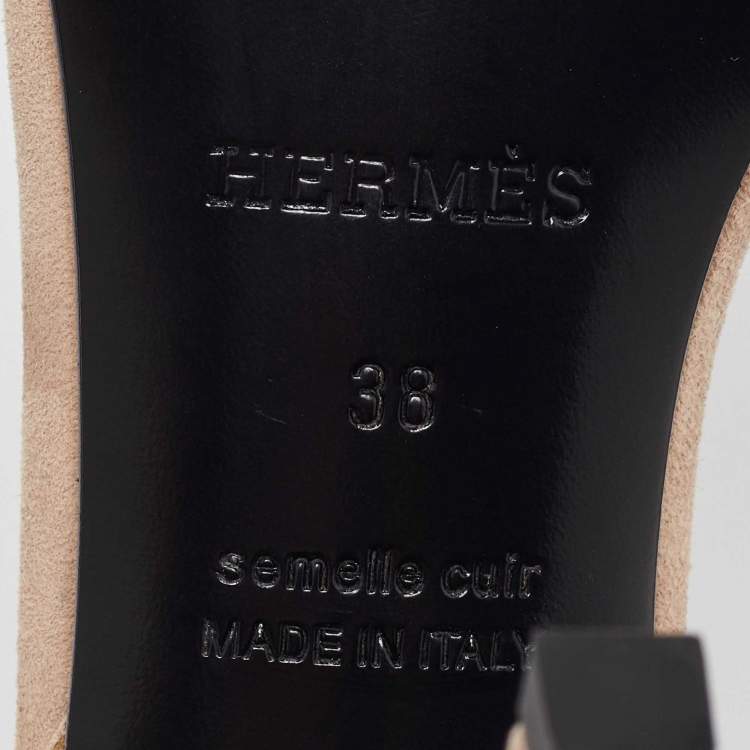 HERMÈS
38
semelle cuir
MADE IN ITALY